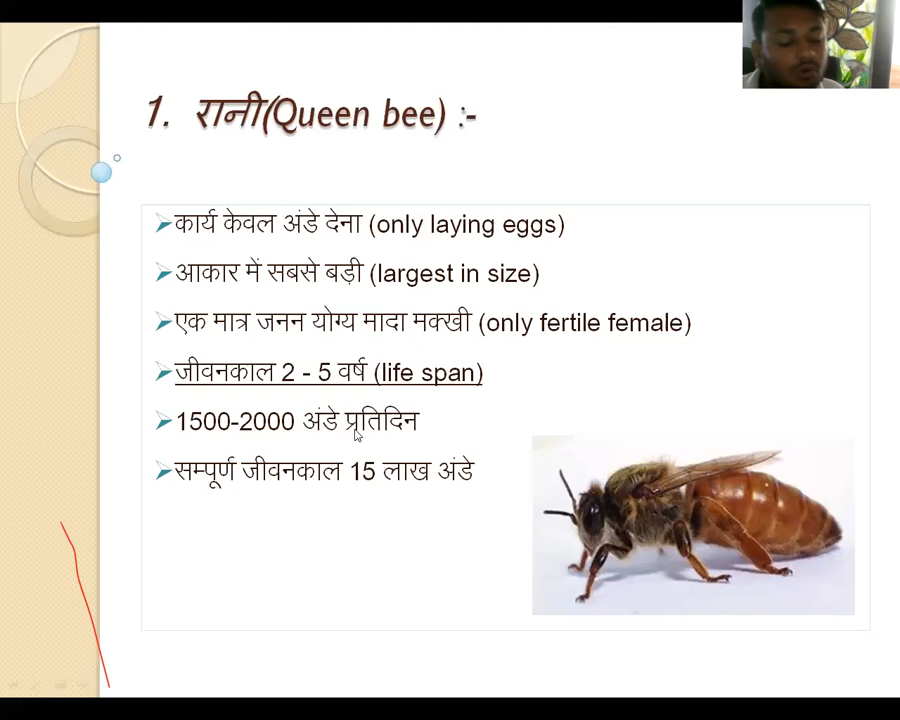 1. रानी(Queen bee) :-
➤कार्य केवल अंडे देना (only laying eggs)
➤आकार में सबसे बड़ी (largest in size)
➤एक मात्र जनन योग्य मादा मक्खी (only fertile female)
➤जीवनकाल 2 - 5 वर्ष (life span)
➤1500-2000 अंडे प्रतिदिन
➤सम्पूर्ण जीवनकाल 15 लाख अंडे